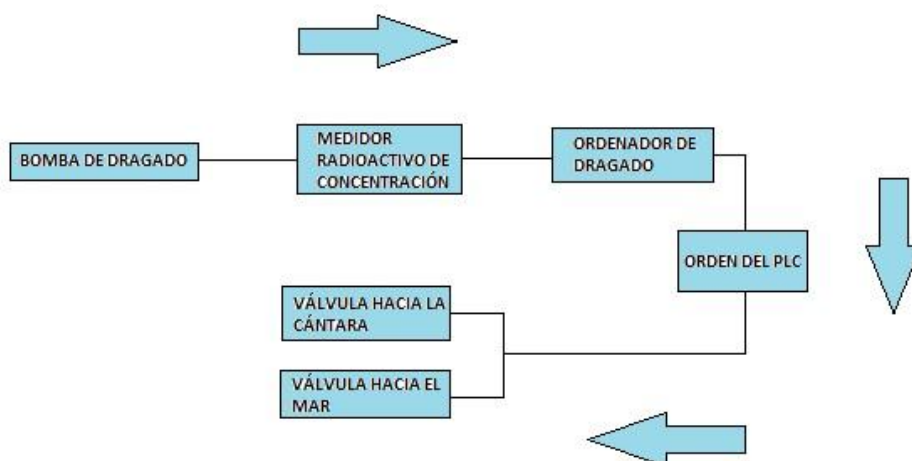 BOMBA DE DRAGADO
MEDIDOR
RADIOACTIVO DE
CONCENTRACIÓN
ORDENADOR DE
DRAGADO
ORDEN DEL PLC
VÁLVULA HACIA LA
CÁNTARA
VÁLVULA HACIA EL
MAR